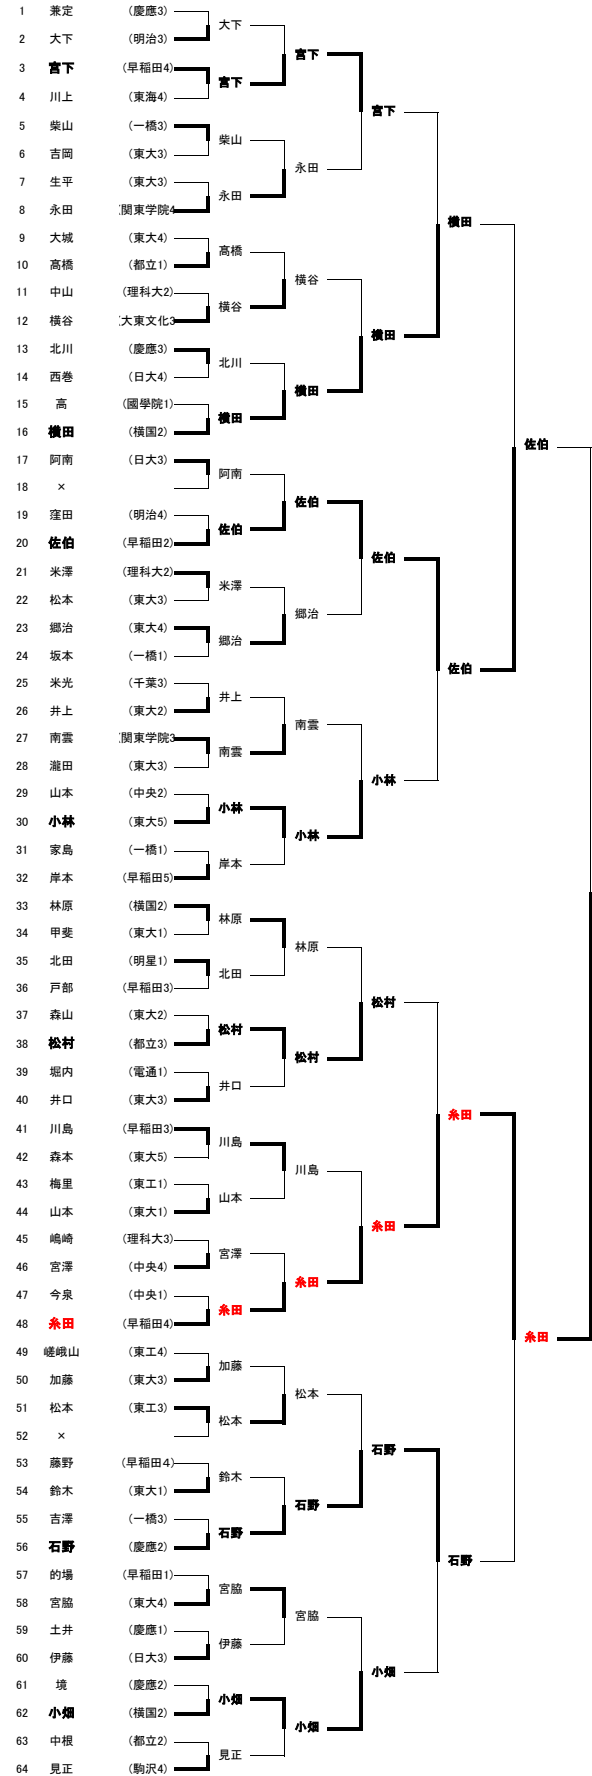 1 兼定 (慶應3)
2 大下 (明治3)
3 宮下 (早稲田4)
4 川上 (東海4)
5 柴山 (一橋3)
6 吉岡 (東大3)
7 生平 (東大3)
8 永田 関東学院4
9 大城 (東大4)
10 髙橋 (都立1)
11 中山 (理科大2)
12 横谷 大東文化3
13 北川 (慶應3)
14 西巻 (日大4)
15 高 (國學院1)
16 横田 (横国2)
17 阿南 (日大3)
18 ×
19 窪田 (明治4)
20 佐伯 (早稲田2)
21 米澤 (理科大2)
22 松本 (東大3)
23 郷治 (東大4)
24 坂本 (一橋1)
25 米光 (千葉3)
26 井上 (東大2)
27 南雲 関東学院3
28 瀧田 (東大3)
29 山本 (中央2)
30 小林 (東大5)
31 家島 (一橋1)
32 岸本 (早稲田5)
33 林原 (横国2)
34 甲斐 (東大1)
35 北田 (明星1)
36 戸部 (早稲田3)
37 森山 (東大2)
38 松村 (都立3)
39 堀内 (電通1)
40 井口 (東大3)
41 川島 (早稲田3)
42 森本 (東大5)
43 梅里 (東工1)
44 山本 (東大1)
45 嶋崎 (理科大3)
46 宮澤 (中央4)
47 今泉 (中央1)
48 糸田 (早稲田4)
49 嵯峨山 (東工4)
50 加藤 (東大3)
51 松本 (東工3)
52 ×
53 藤野 (早稲田4)
54 鈴木 (東大1)
55 吉澤 (一橋3)
56 石野 (慶應2)
57 的場 (早稲田1)
58 宮脇 (東大4)
59 土井 (慶應1)
60 伊藤 (日大3)
61 境 (慶應2)
62 小畑 (横国2)
63 中根 (都立2)
64 見正 (駒沢4)
大下
宮下
柴山
永田
髙橋
横谷
北川
横田
阿南
佐伯
米澤
郷治
井上
南雲
小林
岸本
林原
北田
松村
井口
川島
山本
宮澤
糸田
加藤
松本
鈴木
石野
宮脇
伊藤
小畑
見正
宮下
永田
横谷
横田
佐伯
郷治
南雲
小林
林原
松村
川島
糸田
松本
石野
宮脇
小畑
宮下
横田
佐伯
小林
松村
糸田
石野
小畑
横田
佐伯
糸田
石野
佐伯
糸田